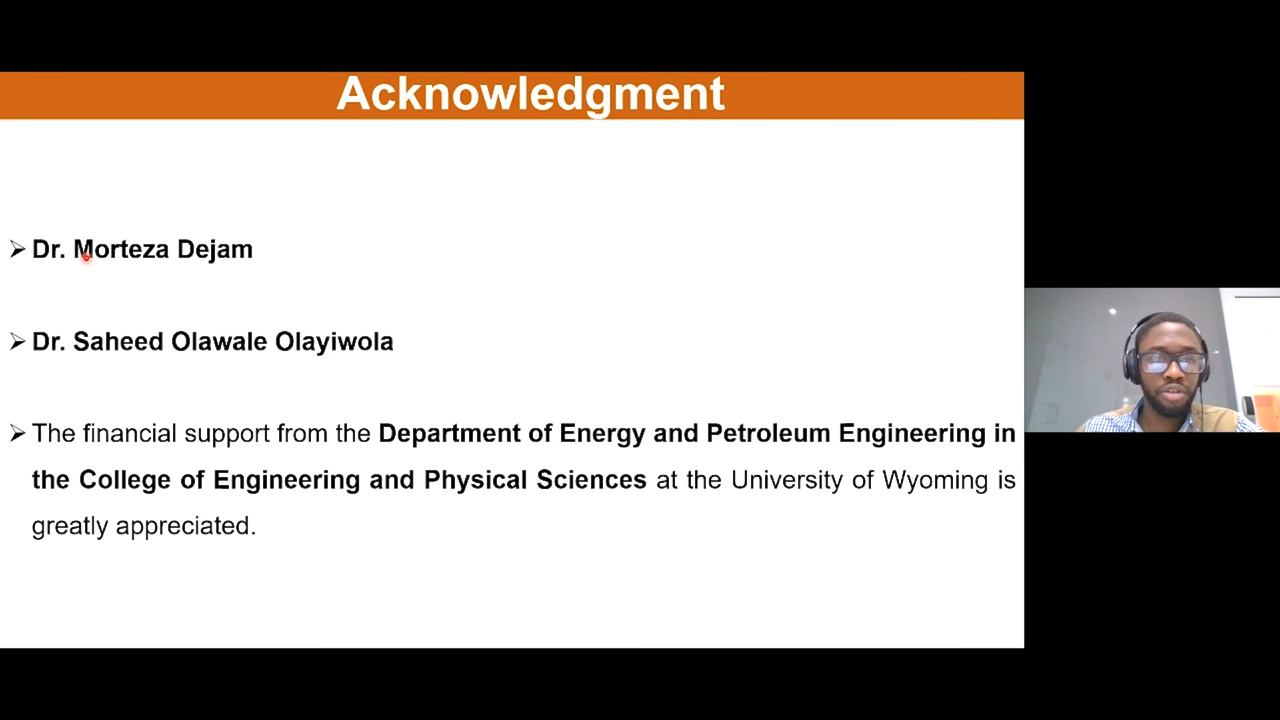 Acknowledgment
➢ Dr. Morteza Dejam
➢ Dr. Saheed Olawale Olayiwola
➢ The financial support from the Department of Energy and Petroleum Engineering in
the College of Engineering and Physical Sciences at the University of Wyoming is
greatly appreciated.